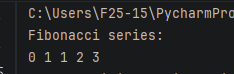 C:\Users\F25-15\PycharmPro
Fibonacci series:
0 1 1 2 3